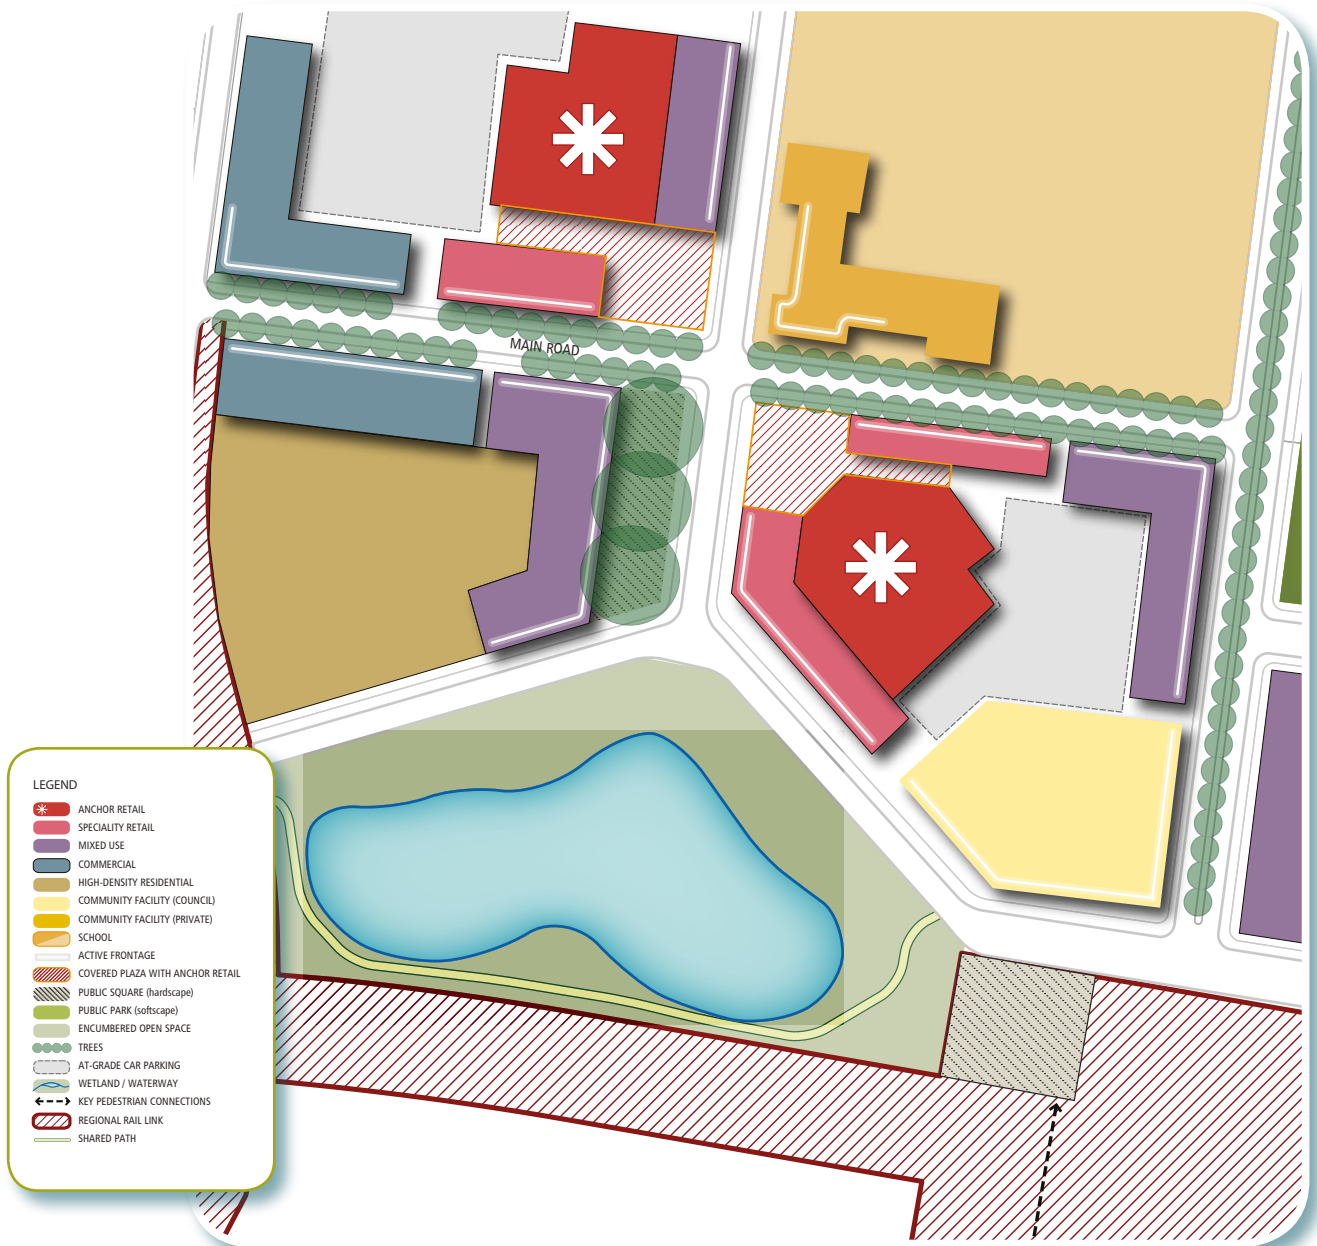 MAIN ROAD
LEGEND
ANCHOR RETAIL
SPECIALITY RETAIL
MIXED USE
COMMERCIAL
HIGH-DENSITY RESIDENTIAL
COMMUNITY FACILITY (COUNCIL)
COMMUNITY FACILITY (PRIVATE)
SCHOOL
ACTIVE FRONTAGE
COVERED PLAZA WITH ANCHOR RETAIL
PUBLIC SQUARE (hardscape)
PUBLIC PARK (softscape)
ENCUMBERED OPEN SPACE
TREES
AT-GRADE CAR PARKING
WETLAND / WATERWAY
KEY PEDESTRIAN CONNECTIONS
REGIONAL RAIL LINK
SHARED PATH